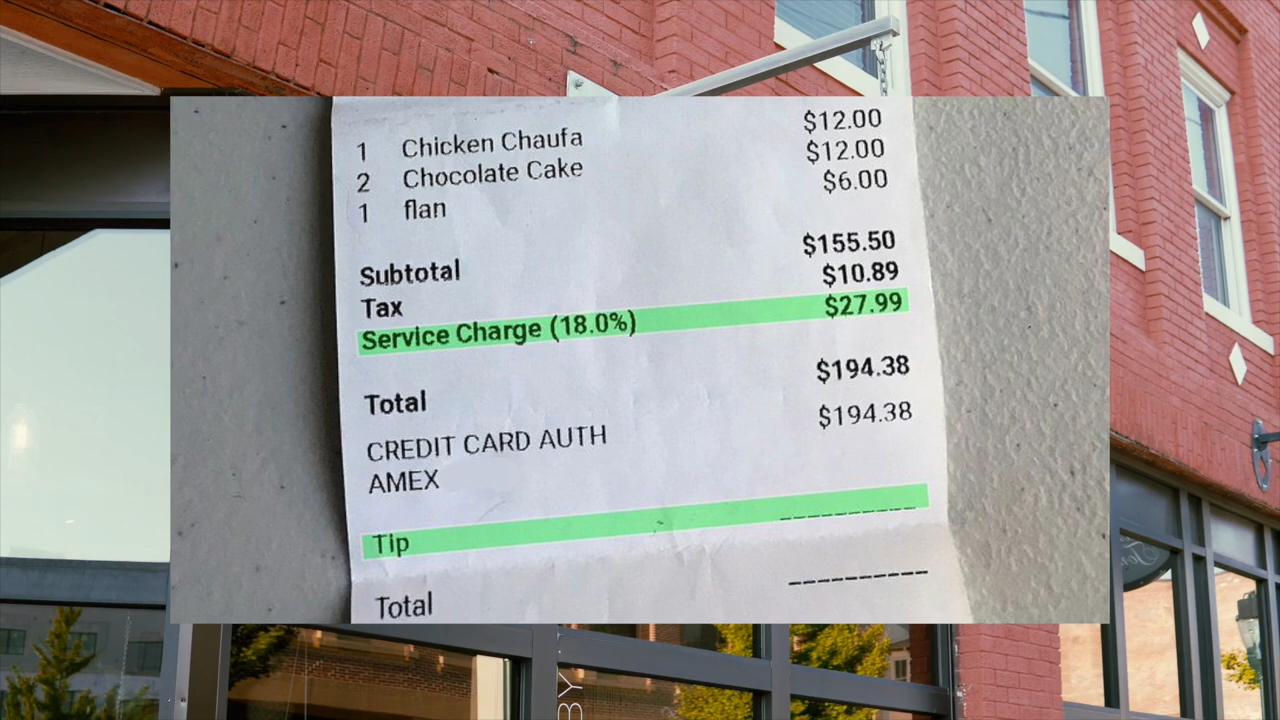 1 Chicken Chaufa $12.00
2 Chocolate Cake $12.00
1 flan $6.00
Subtotal $155.50
Tax $10.89
Service Charge (18.0%) $27.99
Total $194.38
CREDIT CARD AUTH $194.38
AMEX
Tip
Total
BY